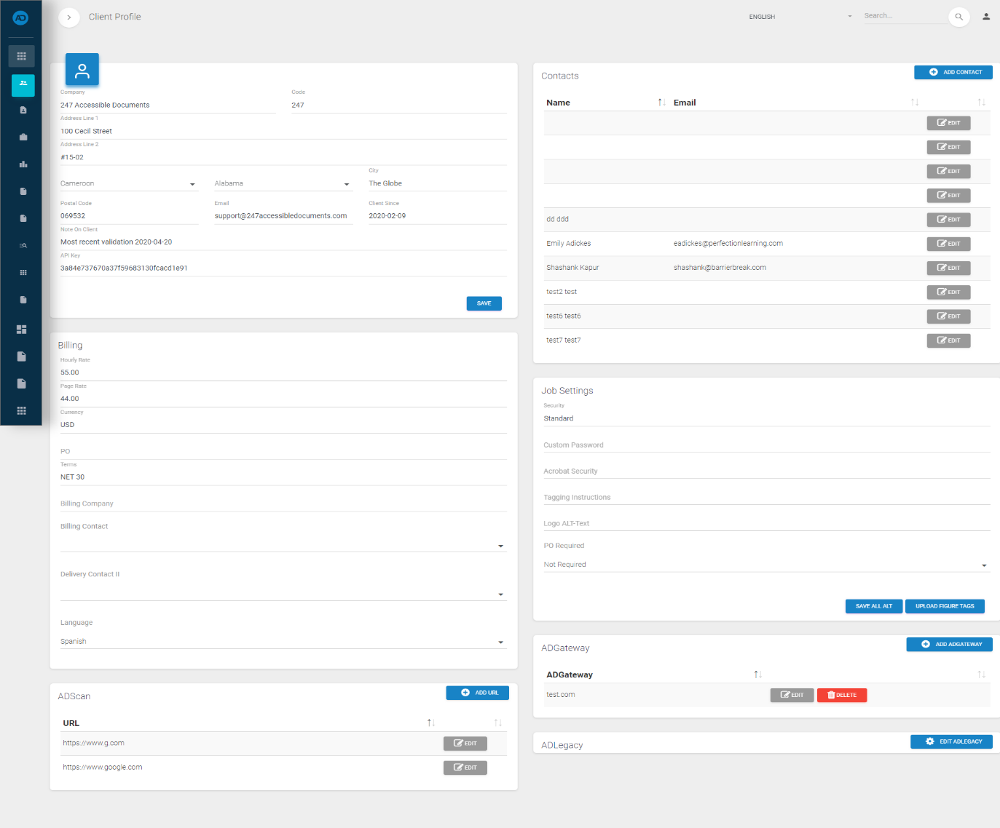 AD
Client Profile
ENGLISH
Search...
Company
Code
247 Accessible Documents
247
Address Line 1
100 Cecil Street
Address Line 2
#15-02
City
Cameroon
Alabama
The Globe
Postal Code
Email
Client Since
069532
support@247accessibledocuments.com
2020-02-09
Note On Client
Most recent validation 2020-04-20
API Key
3a84e737670a37f59683130fcacd1e91
SAVE
Billing
Hourly Rate
55.00
Page Rate
44.00
Currency
USD
PO
Terms
NET 30
Billing Company
Billing Contact
Delivery Contact II
Language
Spanish
ADScan
ADD URL
URL
https://www.g.com
EDIT
https://www.google.com
EDIT
Contacts
ADD CONTACT
Name
Email
EDIT
EDIT
EDIT
EDIT
dd ddd
EDIT
Emily Adickes
eadickes@perfectionlearning.com
EDIT
Shashank Kapur
shashank@barrierbreak.com
EDIT
test2 test
EDIT
test6 test6
EDIT
test7 test7
EDIT
Job Settings
Security
Standard
Custom Password
Acrobat Security
Tagging Instructions
Logo ALT-Text
PO Required
Not Required
SAVE ALL ALT
UPLOAD FIGURE TAGS
ADGateway
ADD ADGATEWAY
ADGateway
test.com
EDIT
DELETE
ADLegacy
EDIT ADLEGACY